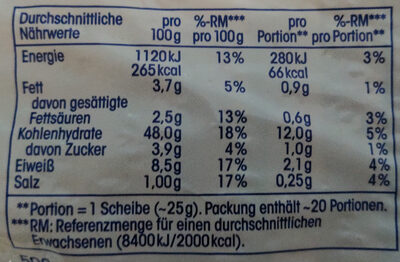 Durchschnittliche pro %-RM*** pro %-RM***
Nährwerte 100g pro 100g Portion** pro Portion**
Energie 1120kJ 13% 280kJ 3%
265kcal 66kcal
Fett 3,7g 5% 0,9g 1%
davon gesättigte
Fettsäuren 2,5g 13% 0,6g 3%
Kohlenhydrate 48,0g 18% 12,0g 5%
davon Zucker 3,9g 4% 1,0g 1%
Eiweiß 8,5g 17% 2,1g 4%
Salz 1,00g 17% 0,25g 4%
**Portion = 1 Scheibe (~25g). Packung enthält ~20 Portionen.
***RM: Referenzmenge für einen durchschnittlichen
Erwachsenen (8400kJ/2000kcal).